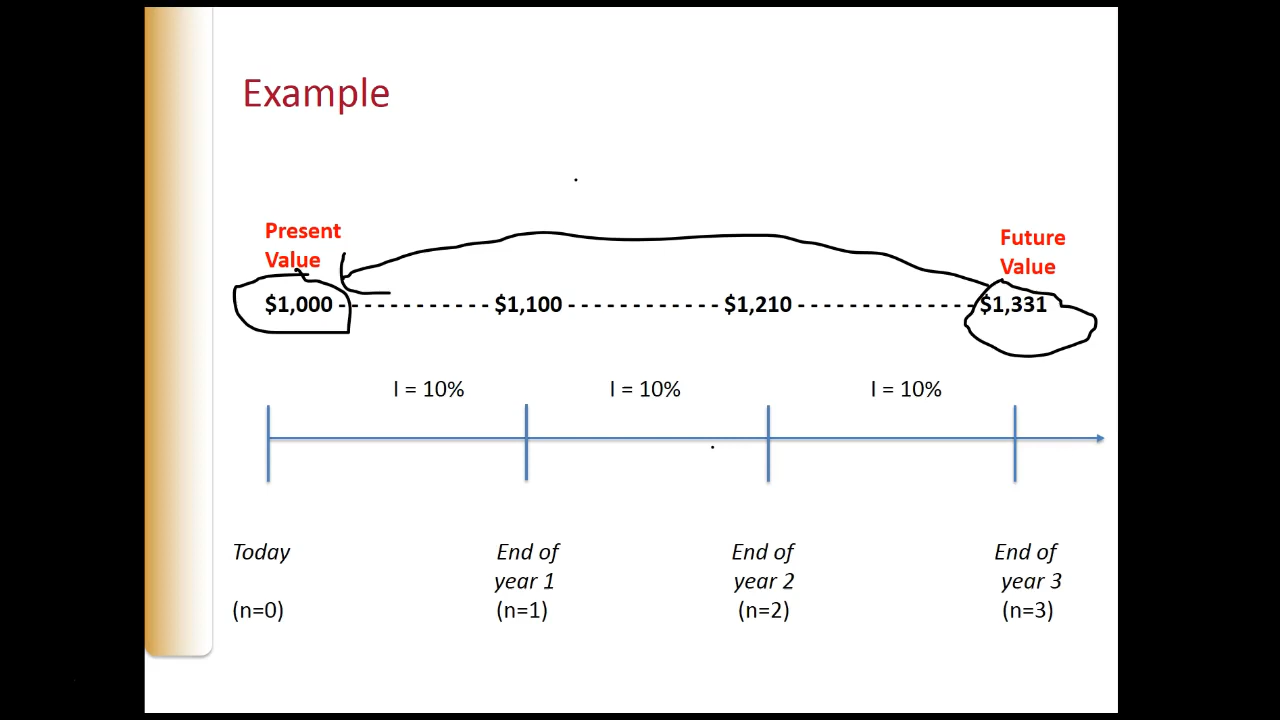 Example
Present
Value
Future
Value
$1,000 - - - - - - - - - - - $1,100 - - - - - - - - - - - - $1,210 - - - - - - - - - - - - - $1,331
I = 10% I = 10% I = 10%
Today End of End of End of
year 1 year 2 year 3
(n=0) (n=1) (n=2) (n=3)